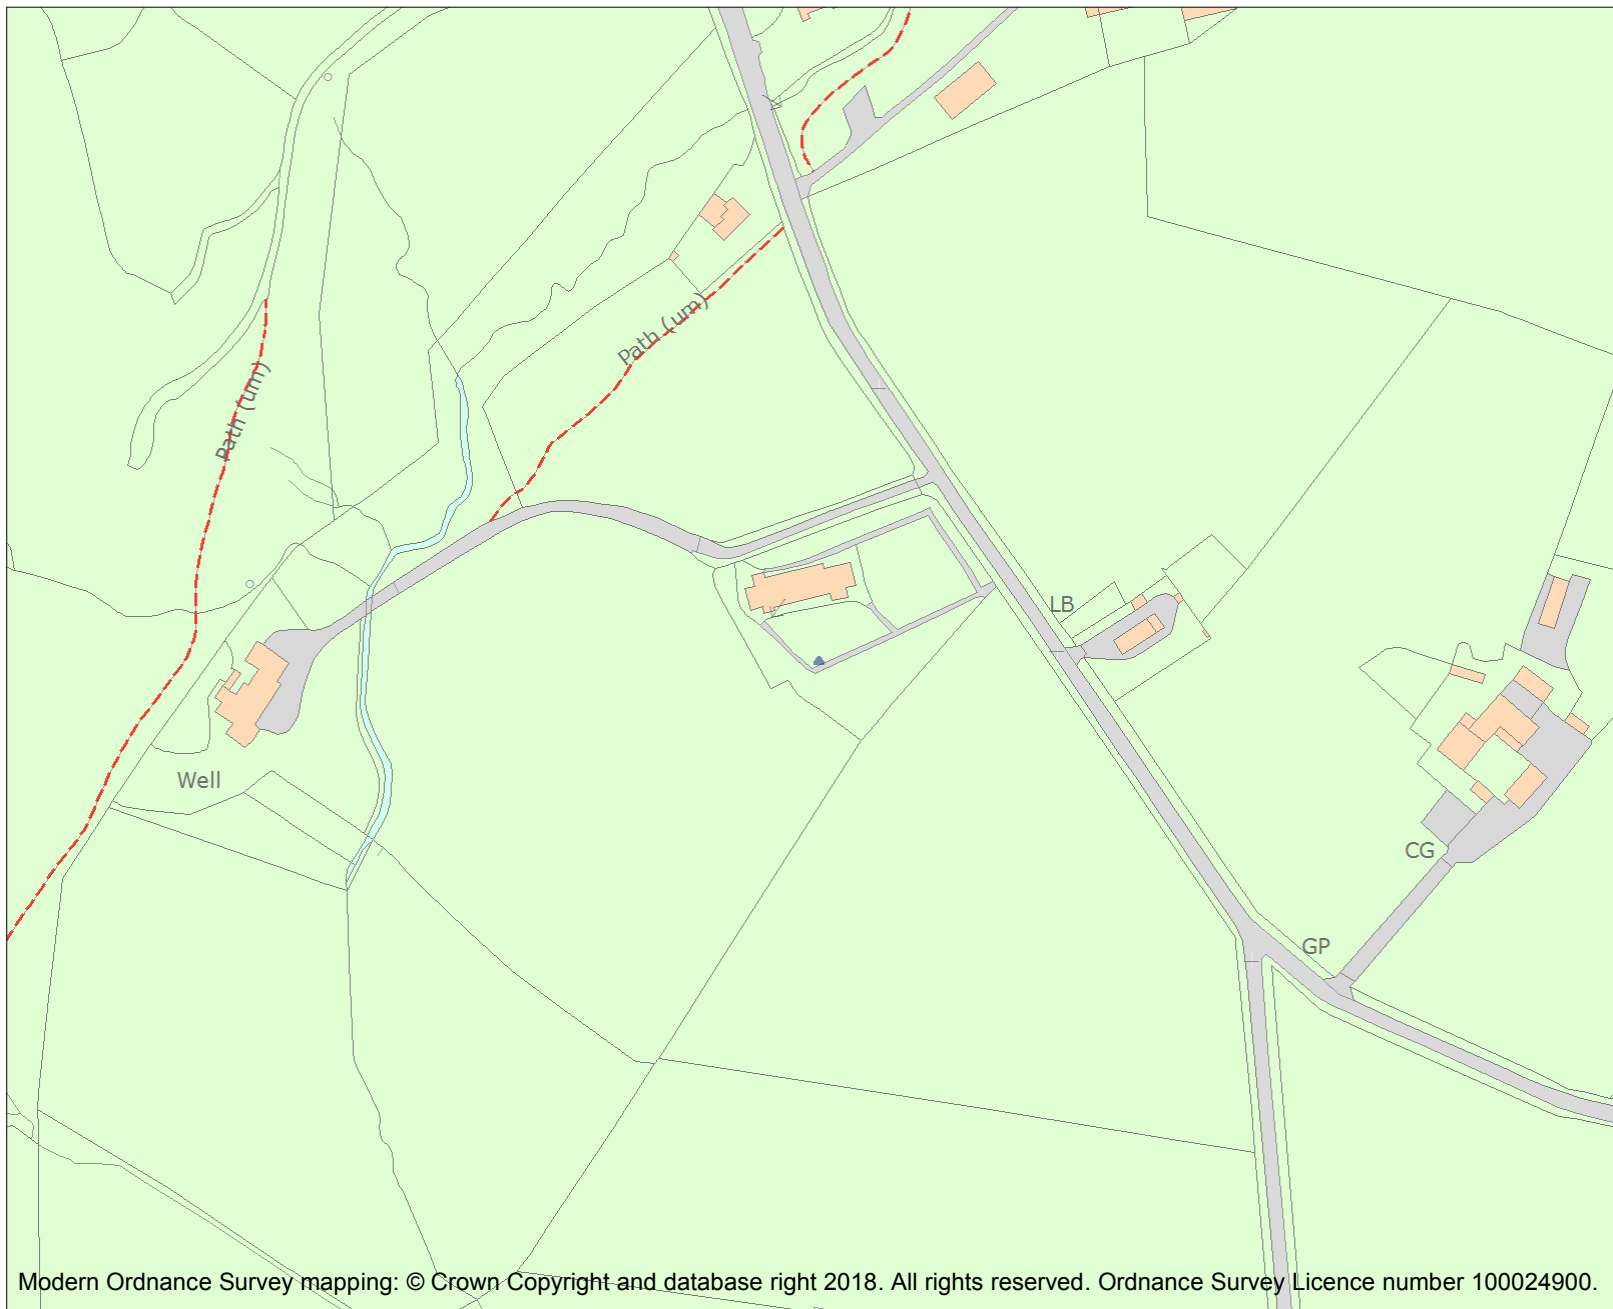 Path (um)
Path (um)
LB
Well
CG
GP
Modern Ordnance Survey mapping: © Crown Copyright and database right 2018. All rights reserved. Ordnance Survey Licence number 100024900.